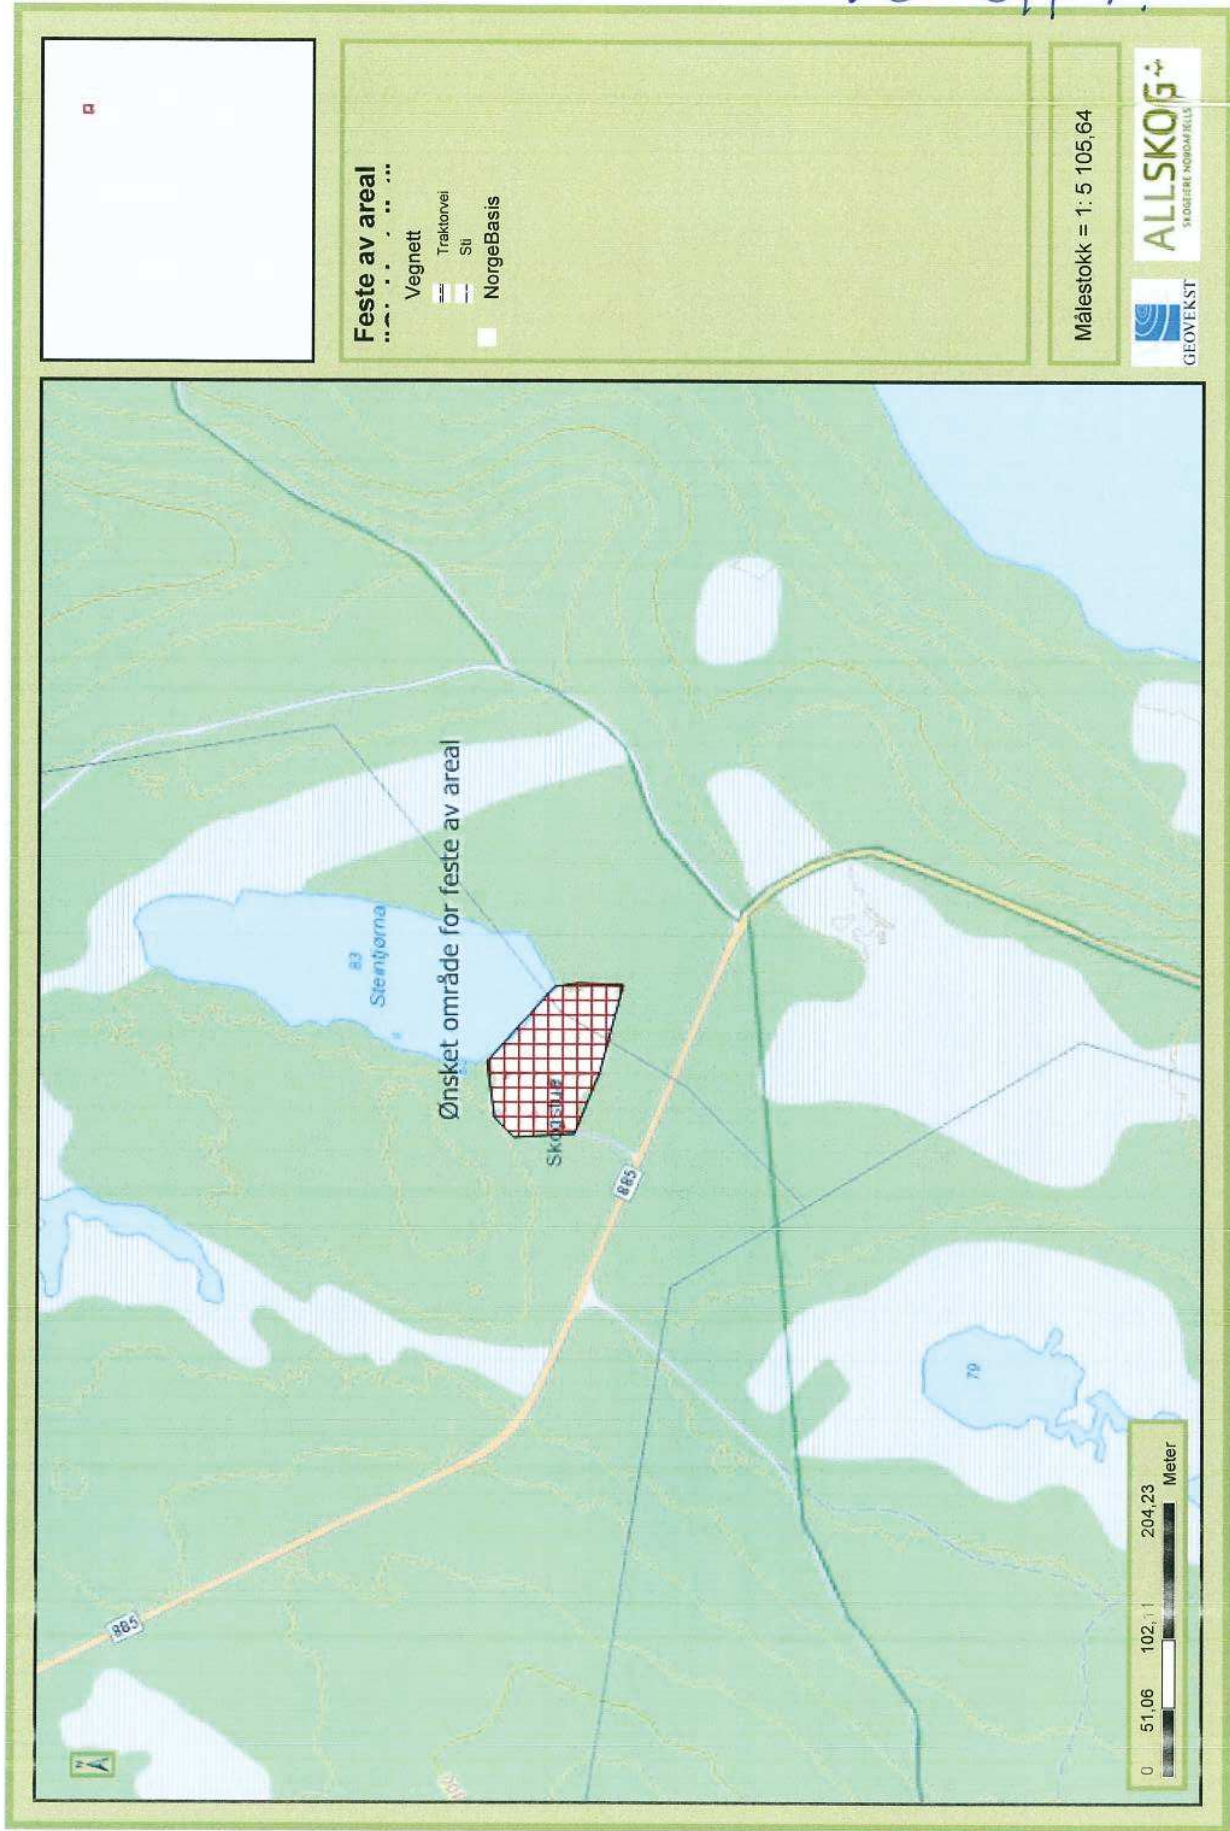 Feste av areal
Vegnett
Traktorvei
Sti
NorgeBasis
Målestokk = 1: 5 105,64
GEOVEKST
ALLSKOG
SKOGEIERE NORDAFJELLS
83
Steintjørna
Ønsket område for feste av areal
Skogstue
885
885
79
N
0 51,06 102,11 204,23
Meter